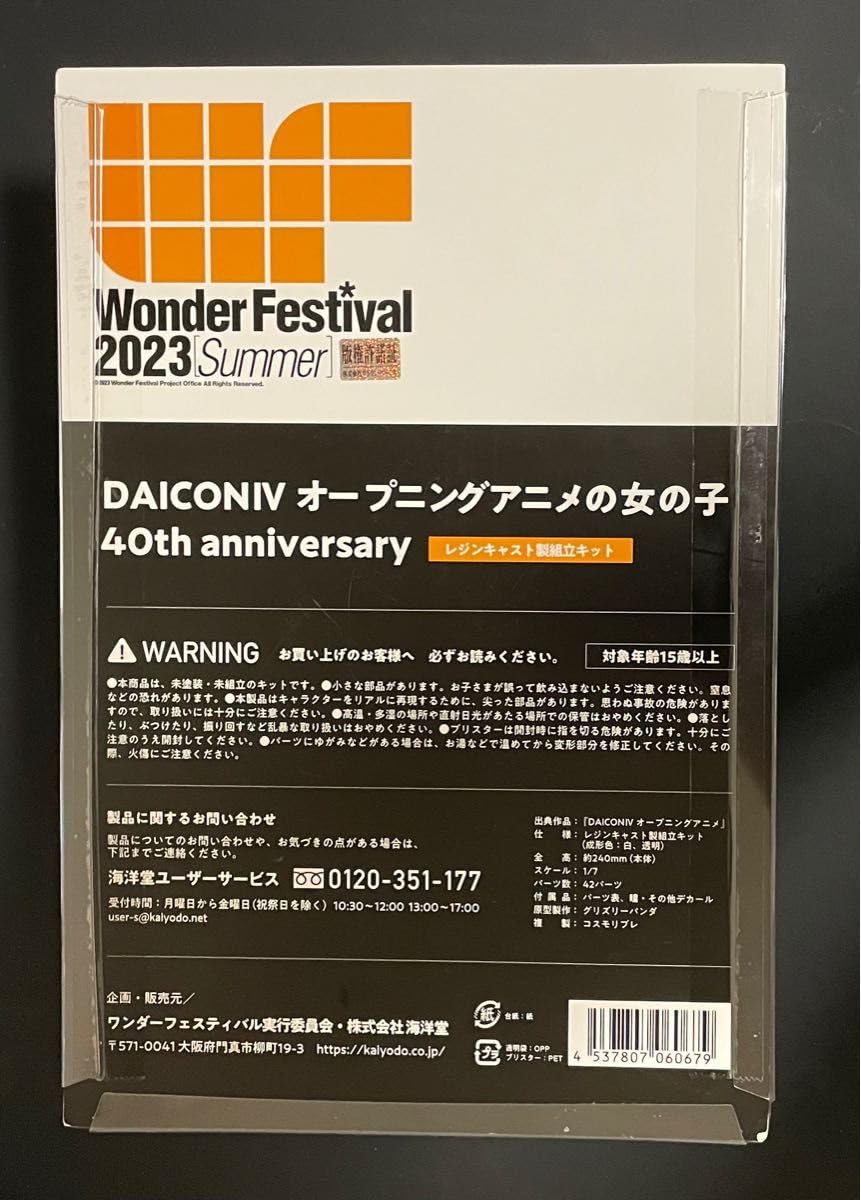 Wonder Festival
2023[Summer]
版権許諾証
© 2023 Wonder Festival Project Office All Rights Reserved.
DAICONIV オープニングアニメの女の子
40th anniversary レジンキャスト製組立キット
WARNING お買い上げのお客様へ 必ずお読みください。 対象年齢15歳以上
●本商品は、未塗装・未組立のキットです。●小さな部品があります。お子さまが誤って飲み込まないようご注意ください。窒息
などの恐れがあります。●本製品はキャラクターをリアルに再現するために、尖った部品があります。思わぬ事故の危険がありま
すので、取り扱いには十分にご注意ください。●高温・多湿の場所や直射日光があたる場所での保管はおやめください。●落とし
たり、ぶつけたり、振り回すなど乱暴な取り扱いはおやめください。●ブリスターは開封時に指を切る危険があります。十分にご
注意のうえ開封してください。●パーツにゆがみなどがある場合は、お湯などで温めてから変形部分を修正してください。その
際、火傷にご注意ください。
製品に関するお問い合わせ
製品についてのお問い合わせや、お気づきの点がある場合は、
下記までご連絡ください。
海洋堂ユーザーサービス 0120-351-177
受付時間：月曜日から金曜日（祝祭日を除く） 10:30〜12:00 13:00〜17:00
user-s@kaiyodo.net
出典作品：『DAICONIV オープニングアニメ』
仕 様：レジンキャスト製組立キット
（成形色：白、透明）
全 高：約240mm（本体）
スケール：1/7
パーツ数：42パーツ
付属品：パーツ表、瞳・その他デカール
原型製作：グリズリーパンダ
複 製：コスモリプレ
企画・販売元／
ワンダーフェスティバル実行委員会・株式会社 海洋堂
〒571-0041 大阪府門真市柳町19-3 https://kaiyodo.co.jp/
紙 台紙：紙
プラ 透明袋：OPP
ブリスター：PET
4 537807 060679